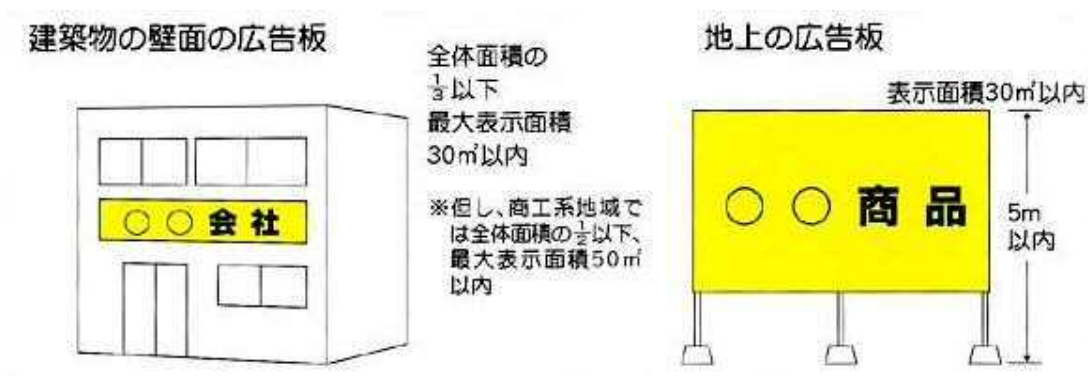 建築物の壁面の広告板
全体面積の
1/3以下
最大表示面積
30㎡以内
※但し、商工系地域で
は全体面積の1/2以下、
最大表示面積50㎡
以内
○○会社
地上の広告板
表示面積30㎡以内
○○商品
5m
以内